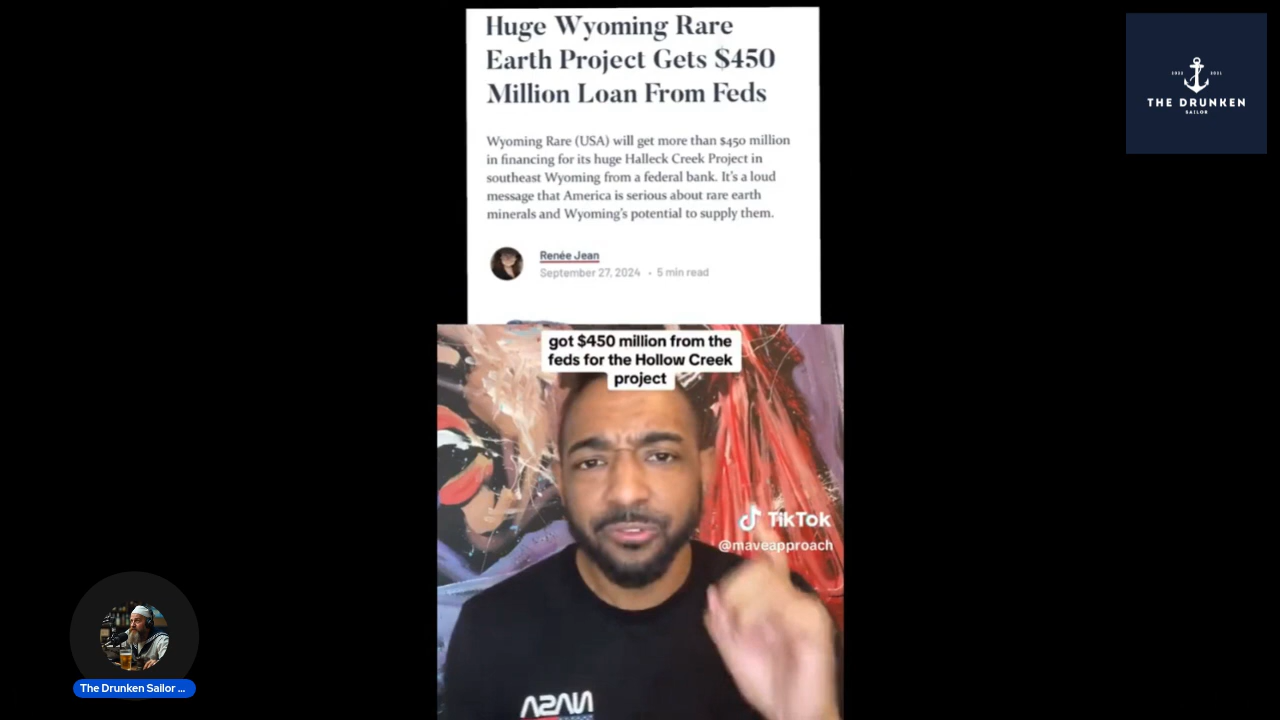 Huge Wyoming Rare
Earth Project Gets $450
Million Loan From Feds
Wyoming Rare (USA) will get more than $450 million
in financing for its huge Halleck Creek Project in
southeast Wyoming from a federal bank. It's a loud
message that America is serious about rare earth
minerals and Wyoming's potential to supply them.
Renée Jean
September 27, 2024 • 5 min read
got $450 million from the
feds for the Hollow Creek
project
TikTok
@maveapproach
THE DRUNKEN
SAILOR
The Drunken Sailor ...